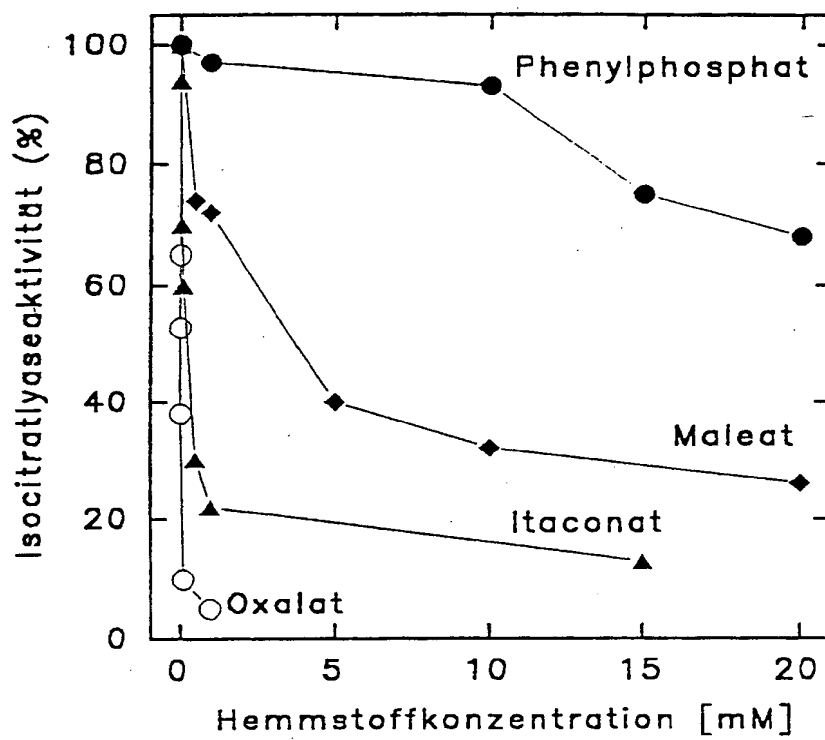 Isocitratlyaseaktivität (%)
100
80
60
40
20
0
Phenylphosphat
Maleat
Itaconat
Oxalat
0 5 10 15 20
Hemmstoffkonzentration [mM]